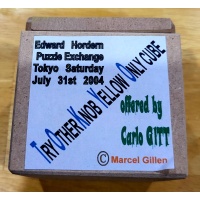 Edward Hordern
Puzzle Exchange
Tokyo Saturday
July 31st 2004
TRY OTHER KNOB YELLOW ONLY CUBE
offered by
Carlo GITT
© Marcel Gillen